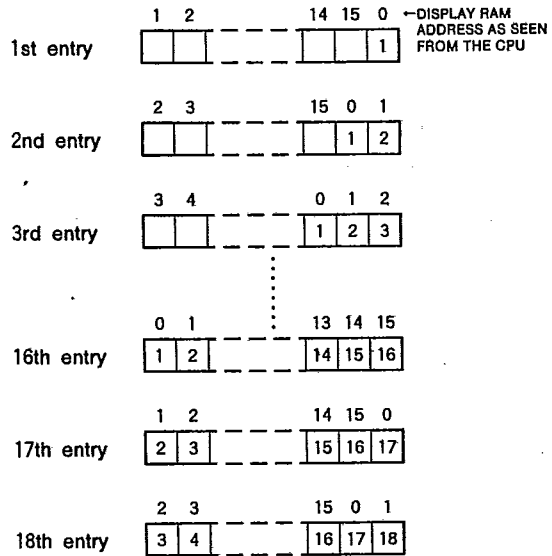 1 2 14 15 0 ←DISPLAY RAM
ADDRESS AS SEEN
FROM THE CPU
1st entry 1
2 3 15 0 1
2nd entry 1 2
3 4 0 1 2
3rd entry 1 2 3
0 1 13 14 15
16th entry 1 2 14 15 16
1 2 14 15 0
17th entry 2 3 15 16 17
2 3 15 0 1
18th entry 3 4 16 17 18